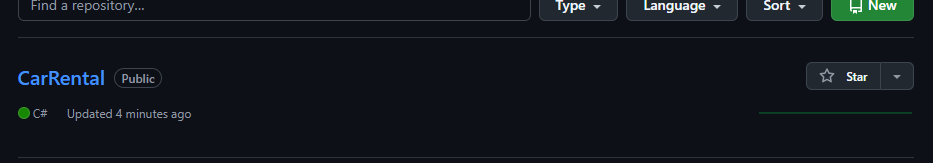 Find a repository...
Type
Language
Sort
New
CarRental Public
Star
C# Updated 4 minutes ago